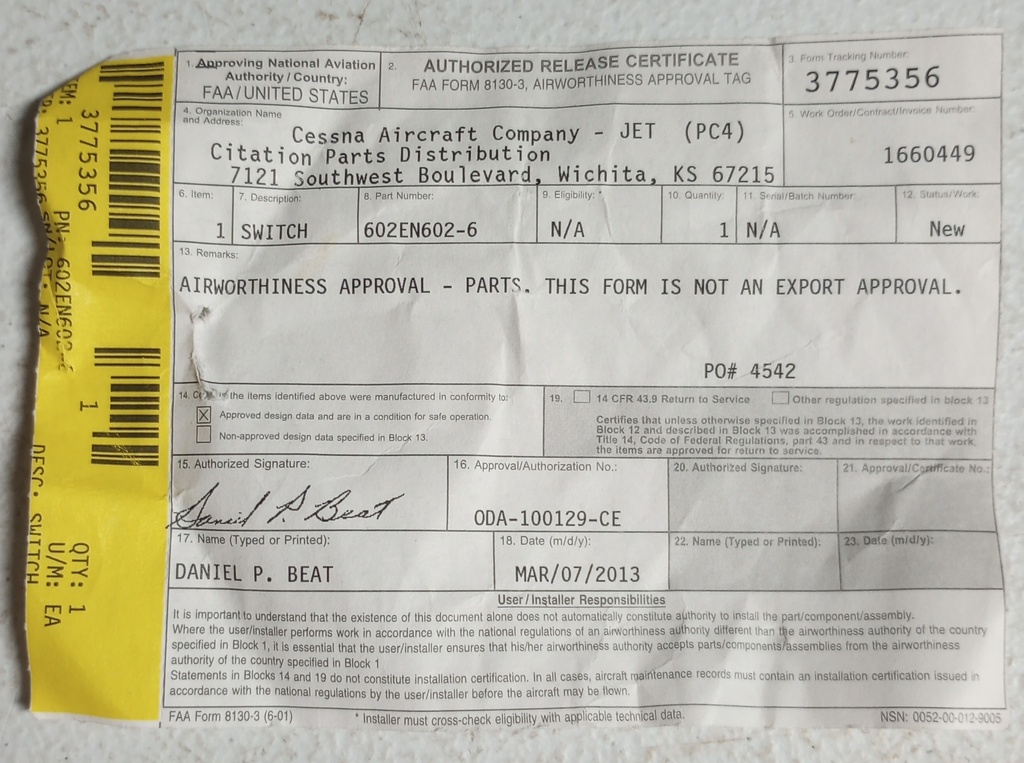 1. Approving National Aviation
Authority / Country:
FAA/UNITED STATES
2.
AUTHORIZED RELEASE CERTIFICATE
FAA FORM 8130-3, AIRWORTHINESS APPROVAL TAG
3. Form Tracking Number:
3775356
4. Organization Name
and Address:
Cessna Aircraft Company - JET (PC4)
Citation Parts Distribution
7121 Southwest Boulevard, Wichita, KS 67215
5. Work Order/Contract/Invoice Number:
1660449
6. Item:
1
7. Description:
SWITCH
8. Part Number:
602EN602-6
9. Eligibility: *
N/A
10. Quantity:
1
11. Serial/Batch Number:
N/A
12. Status/Work:
New
13. Remarks:
AIRWORTHINESS APPROVAL - PARTS. THIS FORM IS NOT AN EXPORT APPROVAL.
PO# 4542
14. the items identified above were manufactured in conformity to:
X Approved design data and are in a condition for safe operation.
Non-approved design data specified in Block 13.
19. 14 CFR 43.9 Return to Service Other regulation specified in block 13
Certifies that unless otherwise specified in Block 13, the work identified in
Block 12 and described in Block 13 was accomplished in accordance with
Title 14, Code of Federal Regulations, part 43 and in respect to that work,
the items are approved for return to service.
15. Authorized Signature:
Daniel P. Beat
16. Approval/Authorization No.:
ODA-100129-CE
20. Authorized Signature:
21. Approval/Certificate No.:
17. Name (Typed or Printed):
DANIEL P. BEAT
18. Date (m/d/y):
MAR/07/2013
22. Name (Typed or Printed):
23. Date (m/d/y):
User/Installer Responsibilities
It is important to understand that the existence of this document alone does not automatically constitute authority to install the part/component/assembly.
Where the user/installer performs work in accordance with the national regulations of an airworthiness authority different than the airworthiness authority of the country
specified in Block 1, it is essential that the user/installer ensures that his/her airworthiness authority accepts parts/components/assemblies from the airworthiness
authority of the country specified in Block 1
Statements in Blocks 14 and 19 do not constitute installation certification. In all cases, aircraft maintenance records must contain an installation certification issued in
accordance with the national regulations by the user/installer before the aircraft may be flown.
FAA Form 8130-3 (6-01)
* Installer must cross-check eligibility with applicable technical data.
NSN: 0052-00-012-9005
3775356
1
PN: 602EN602-6
1
QTY: 1
U/M: EA
3775356
N/A
DESC: SWITCH